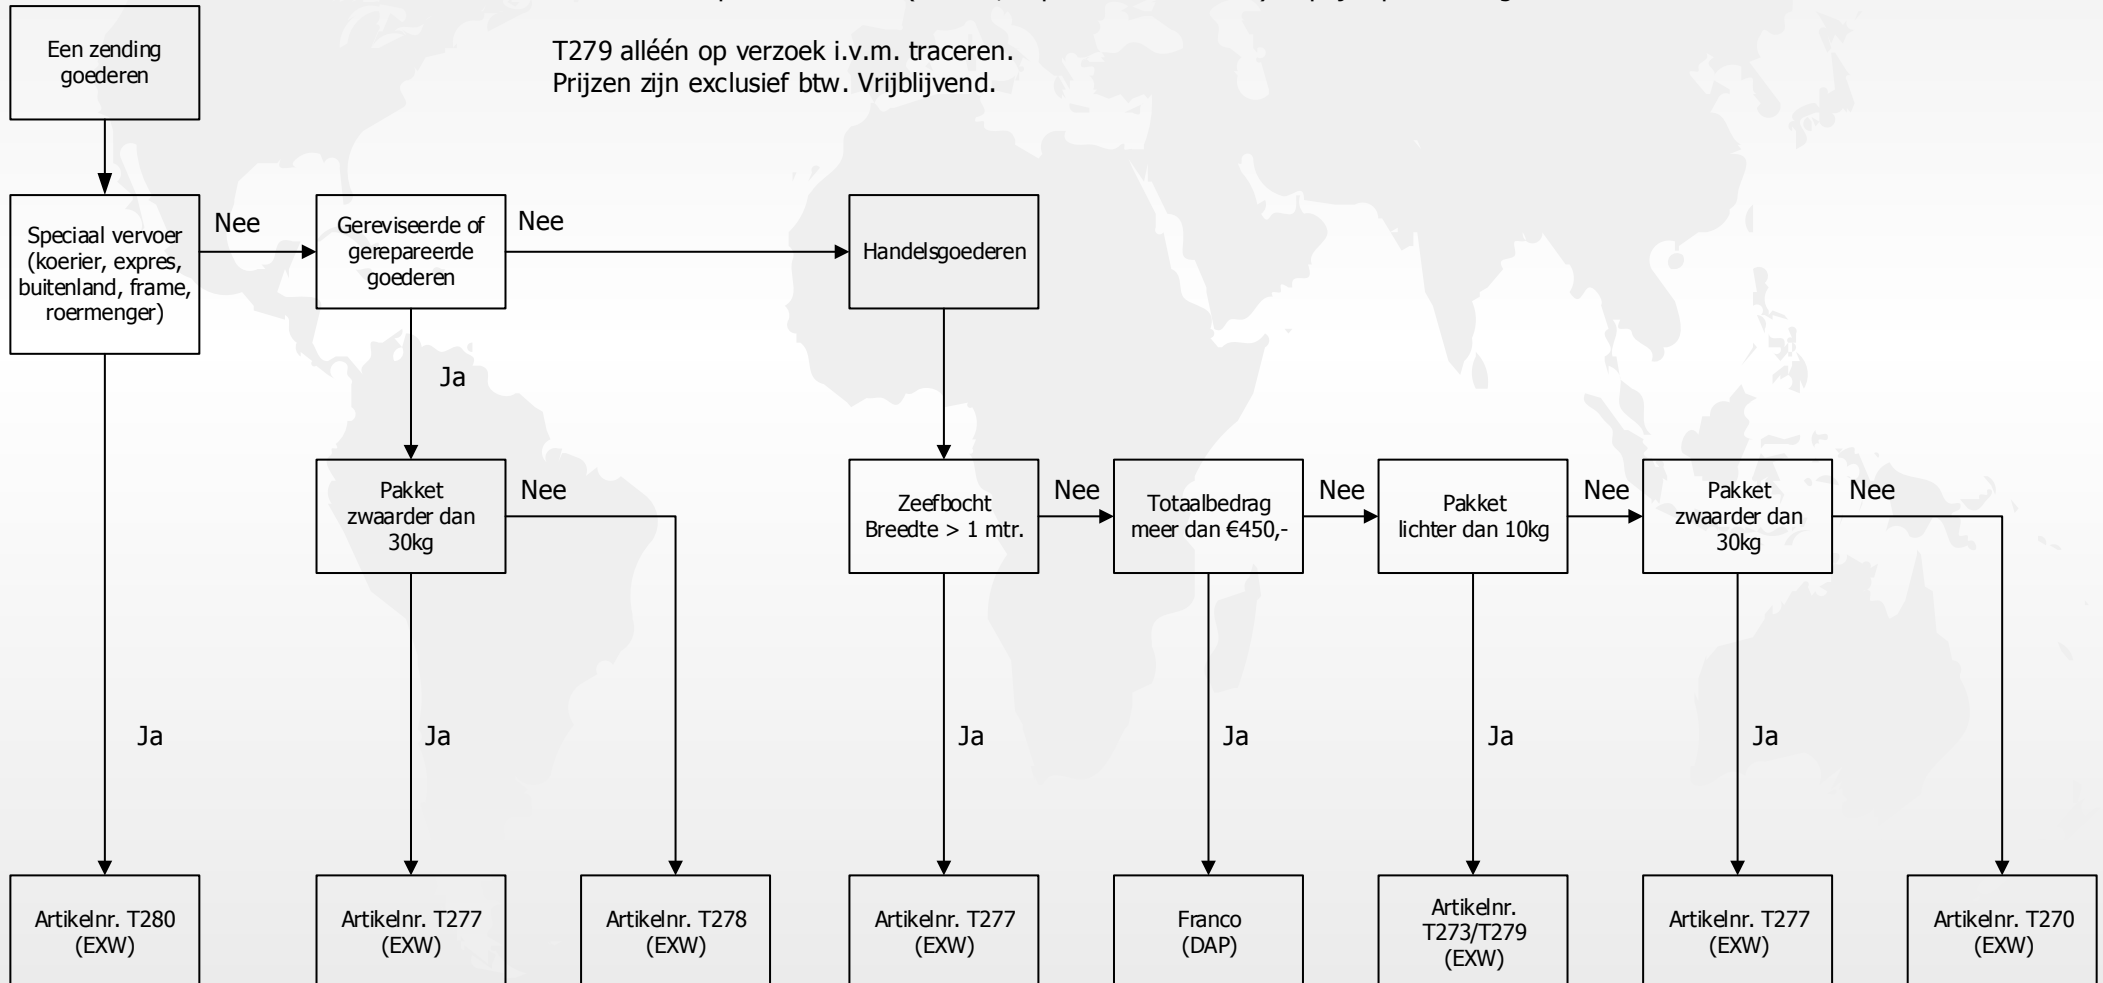 Een zending
goederen
T279 alléén op verzoek i.v.m. traceren.
Prijzen zijn exclusief btw. Vrijblijvend.
Speciaal vervoer
(koerier, expres,
buitenland, frame,
roermenger)
Nee
Gereviseerde of
gerepareerde
goederen
Nee
Handelsgoederen
Ja
Pakket
zwaarder dan
30kg
Nee
Zeefbocht
Breedte > 1 mtr.
Nee
Totaalbedrag
meer dan €450,-
Nee
Pakket
lichter dan 10kg
Nee
Pakket
zwaarder dan
30kg
Nee
Ja
Ja
Ja
Ja
Ja
Ja
Artikelnr. T280
(EXW)
Artikelnr. T277
(EXW)
Artikelnr. T278
(EXW)
Artikelnr. T277
(EXW)
Franco
(DAP)
Artikelnr.
T273/T279
(EXW)
Artikelnr. T277
(EXW)
Artikelnr. T270
(EXW)